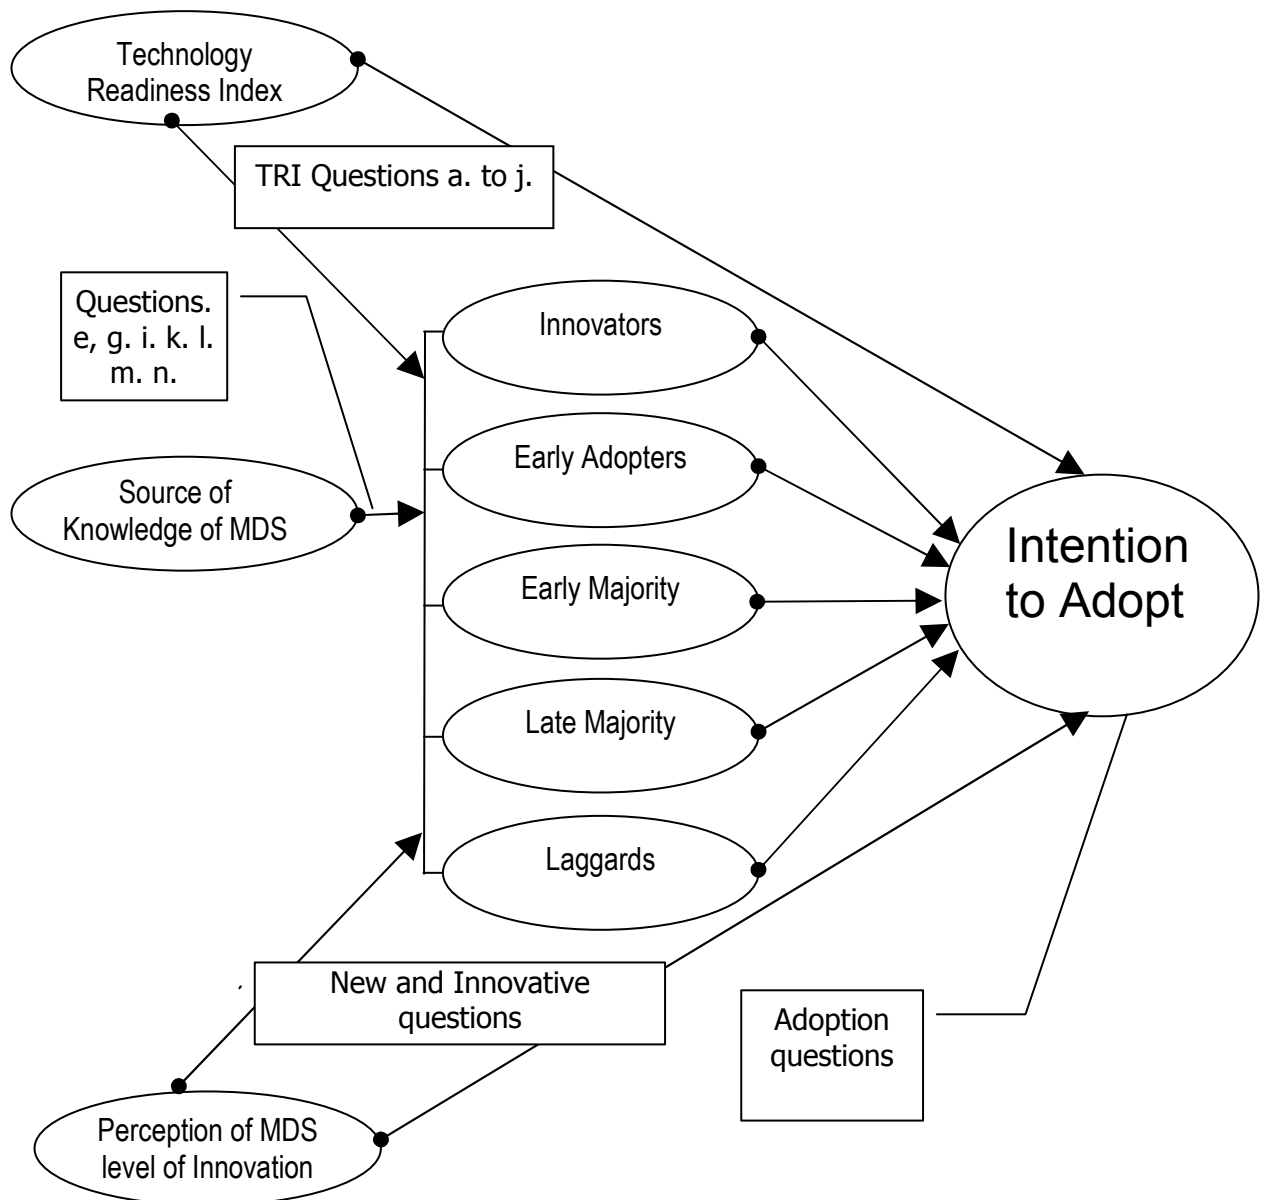 Technology
Readiness Index
TRI Questions a. to j.
Questions.
e, g. i. k. l.
m. n.
Innovators
Early Adopters
Source of
Knowledge of MDS
Intention
to Adopt
Early Majority
Late Majority
Laggards
New and Innovative
questions
Adoption
questions
Perception of MDS
level of Innovation